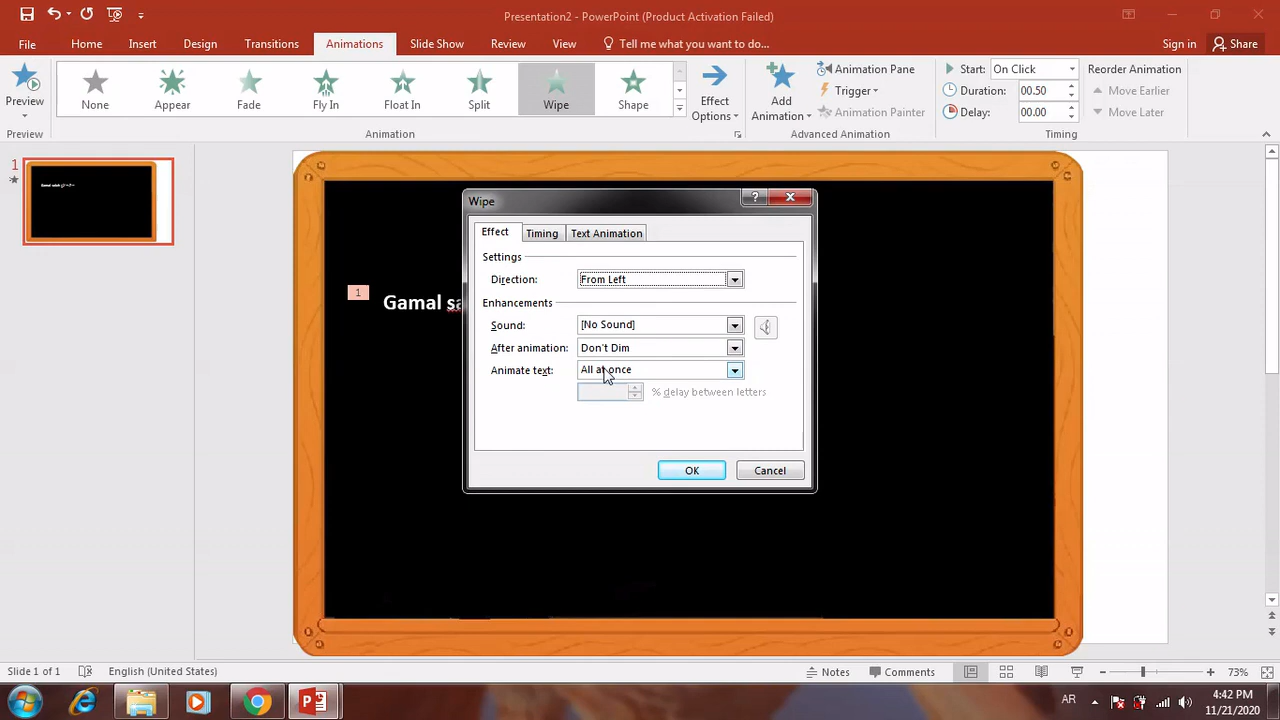 Presentation2 - PowerPoint (Product Activation Failed)
File Home Insert Design Transitions Animations Slide Show Review View Tell me what you want to do... Sign in Share
Preview None Appear Fade Fly In Float In Split Wipe Shape Effect Options Add Animation Animation Pane Trigger Animation Painter Start: On Click Duration: 00.50 Delay: 00.00 Reorder Animation Move Earlier Move Later
Preview Animation Advanced Animation Timing
1
Wipe
Effect Timing Text Animation
Settings
Direction: From Left
1
Gamal sa
Enhancements
Sound: [No Sound]
After animation: Don't Dim
Animate text: All at once
% delay between letters
OK Cancel
Slide 1 of 1 English (United States) Notes Comments 73%
AR
4:42 PM
11/21/2020